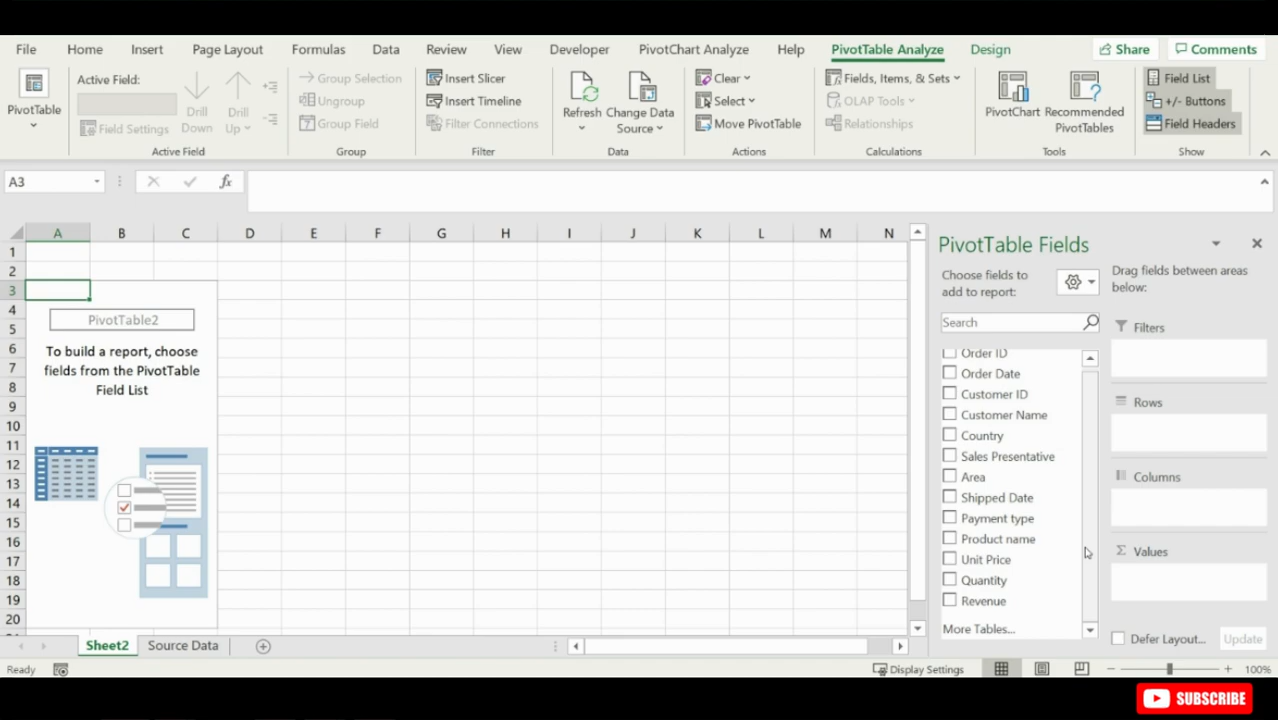 File Home Insert Page Layout Formulas Data Review View Developer PivotChart Analyze Help PivotTable Analyze Design Share Comments
PivotTable
Active Field:
Field Settings
Drill Down
Drill Up
Active Field
Group Selection
Ungroup
Group Field
Group
Insert Slicer
Insert Timeline
Filter Connections
Filter
Refresh
Change Data Source
Data
Clear
Select
Move PivotTable
Actions
Fields, Items, & Sets
OLAP Tools
Relationships
Calculations
PivotChart
Recommended PivotTables
Tools
Field List
+/- Buttons
Field Headers
Show
A3
fx
A B C D E F G H I J K L M N
1
2
3
4
5
6
7
8
9
10
11
12
13
14
15
16
17
18
19
20
PivotTable2
To build a report, choose
fields from the PivotTable
Field List
PivotTable Fields
Choose fields to
add to report:
Search
Order ID
Order Date
Customer ID
Customer Name
Country
Sales Presentative
Area
Shipped Date
Payment type
Product name
Unit Price
Quantity
Revenue
More Tables...
Drag fields between areas
below:
Filters
Rows
Columns
Σ Values
Defer Layout... Update
Sheet2 Source Data
Ready
Display Settings
100%
SUBSCRIBE